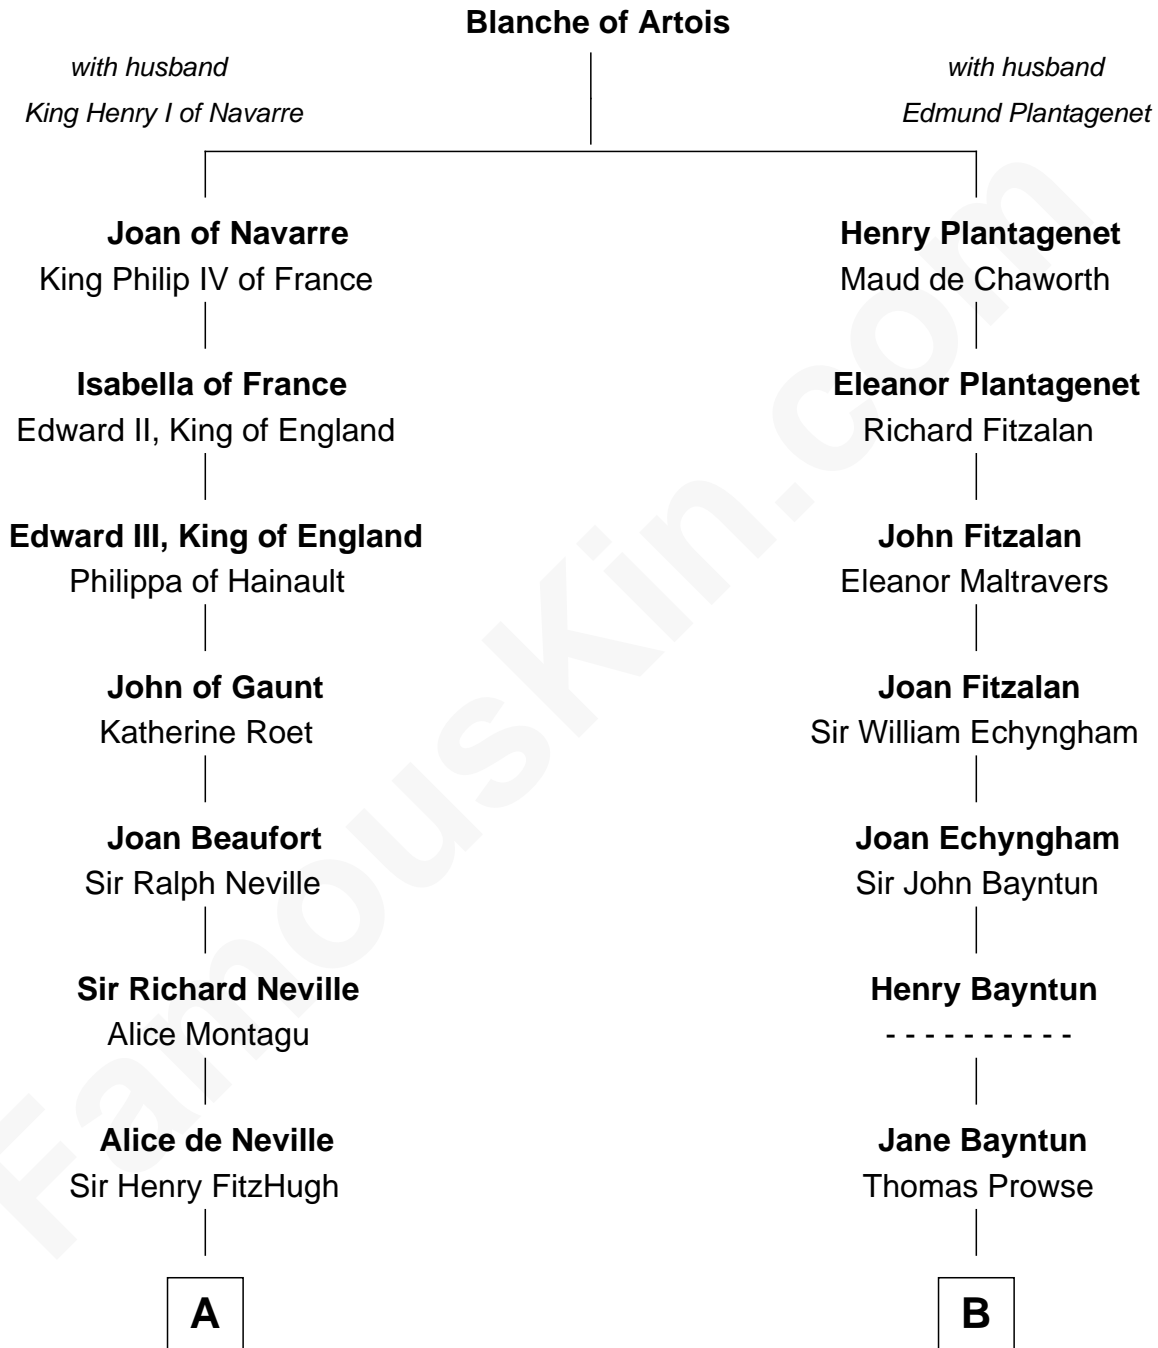 Blanche of Artois
with husband
King Henry I of Navarre
with husband
Edmund Plantagenet
Joan of Navarre
King Philip IV of France
Henry Plantagenet
Maud de Chaworth
Isabella of France
Edward II, King of England
Eleanor Plantagenet
Richard Fitzalan
Edward III, King of England
Philippa of Hainault
John Fitzalan
Eleanor Maltravers
John of Gaunt
Katherine Roet
Joan Fitzalan
Sir William Echyngham
Joan Beaufort
Sir Ralph Neville
Joan Echyngham
Sir John Bayntun
Sir Richard Neville
Alice Montagu
Henry Bayntun
- - - - - - - - - -
Alice de Neville
Sir Henry FitzHugh
Jane Bayntun
Thomas Prowse
A
B
FamousKin.com